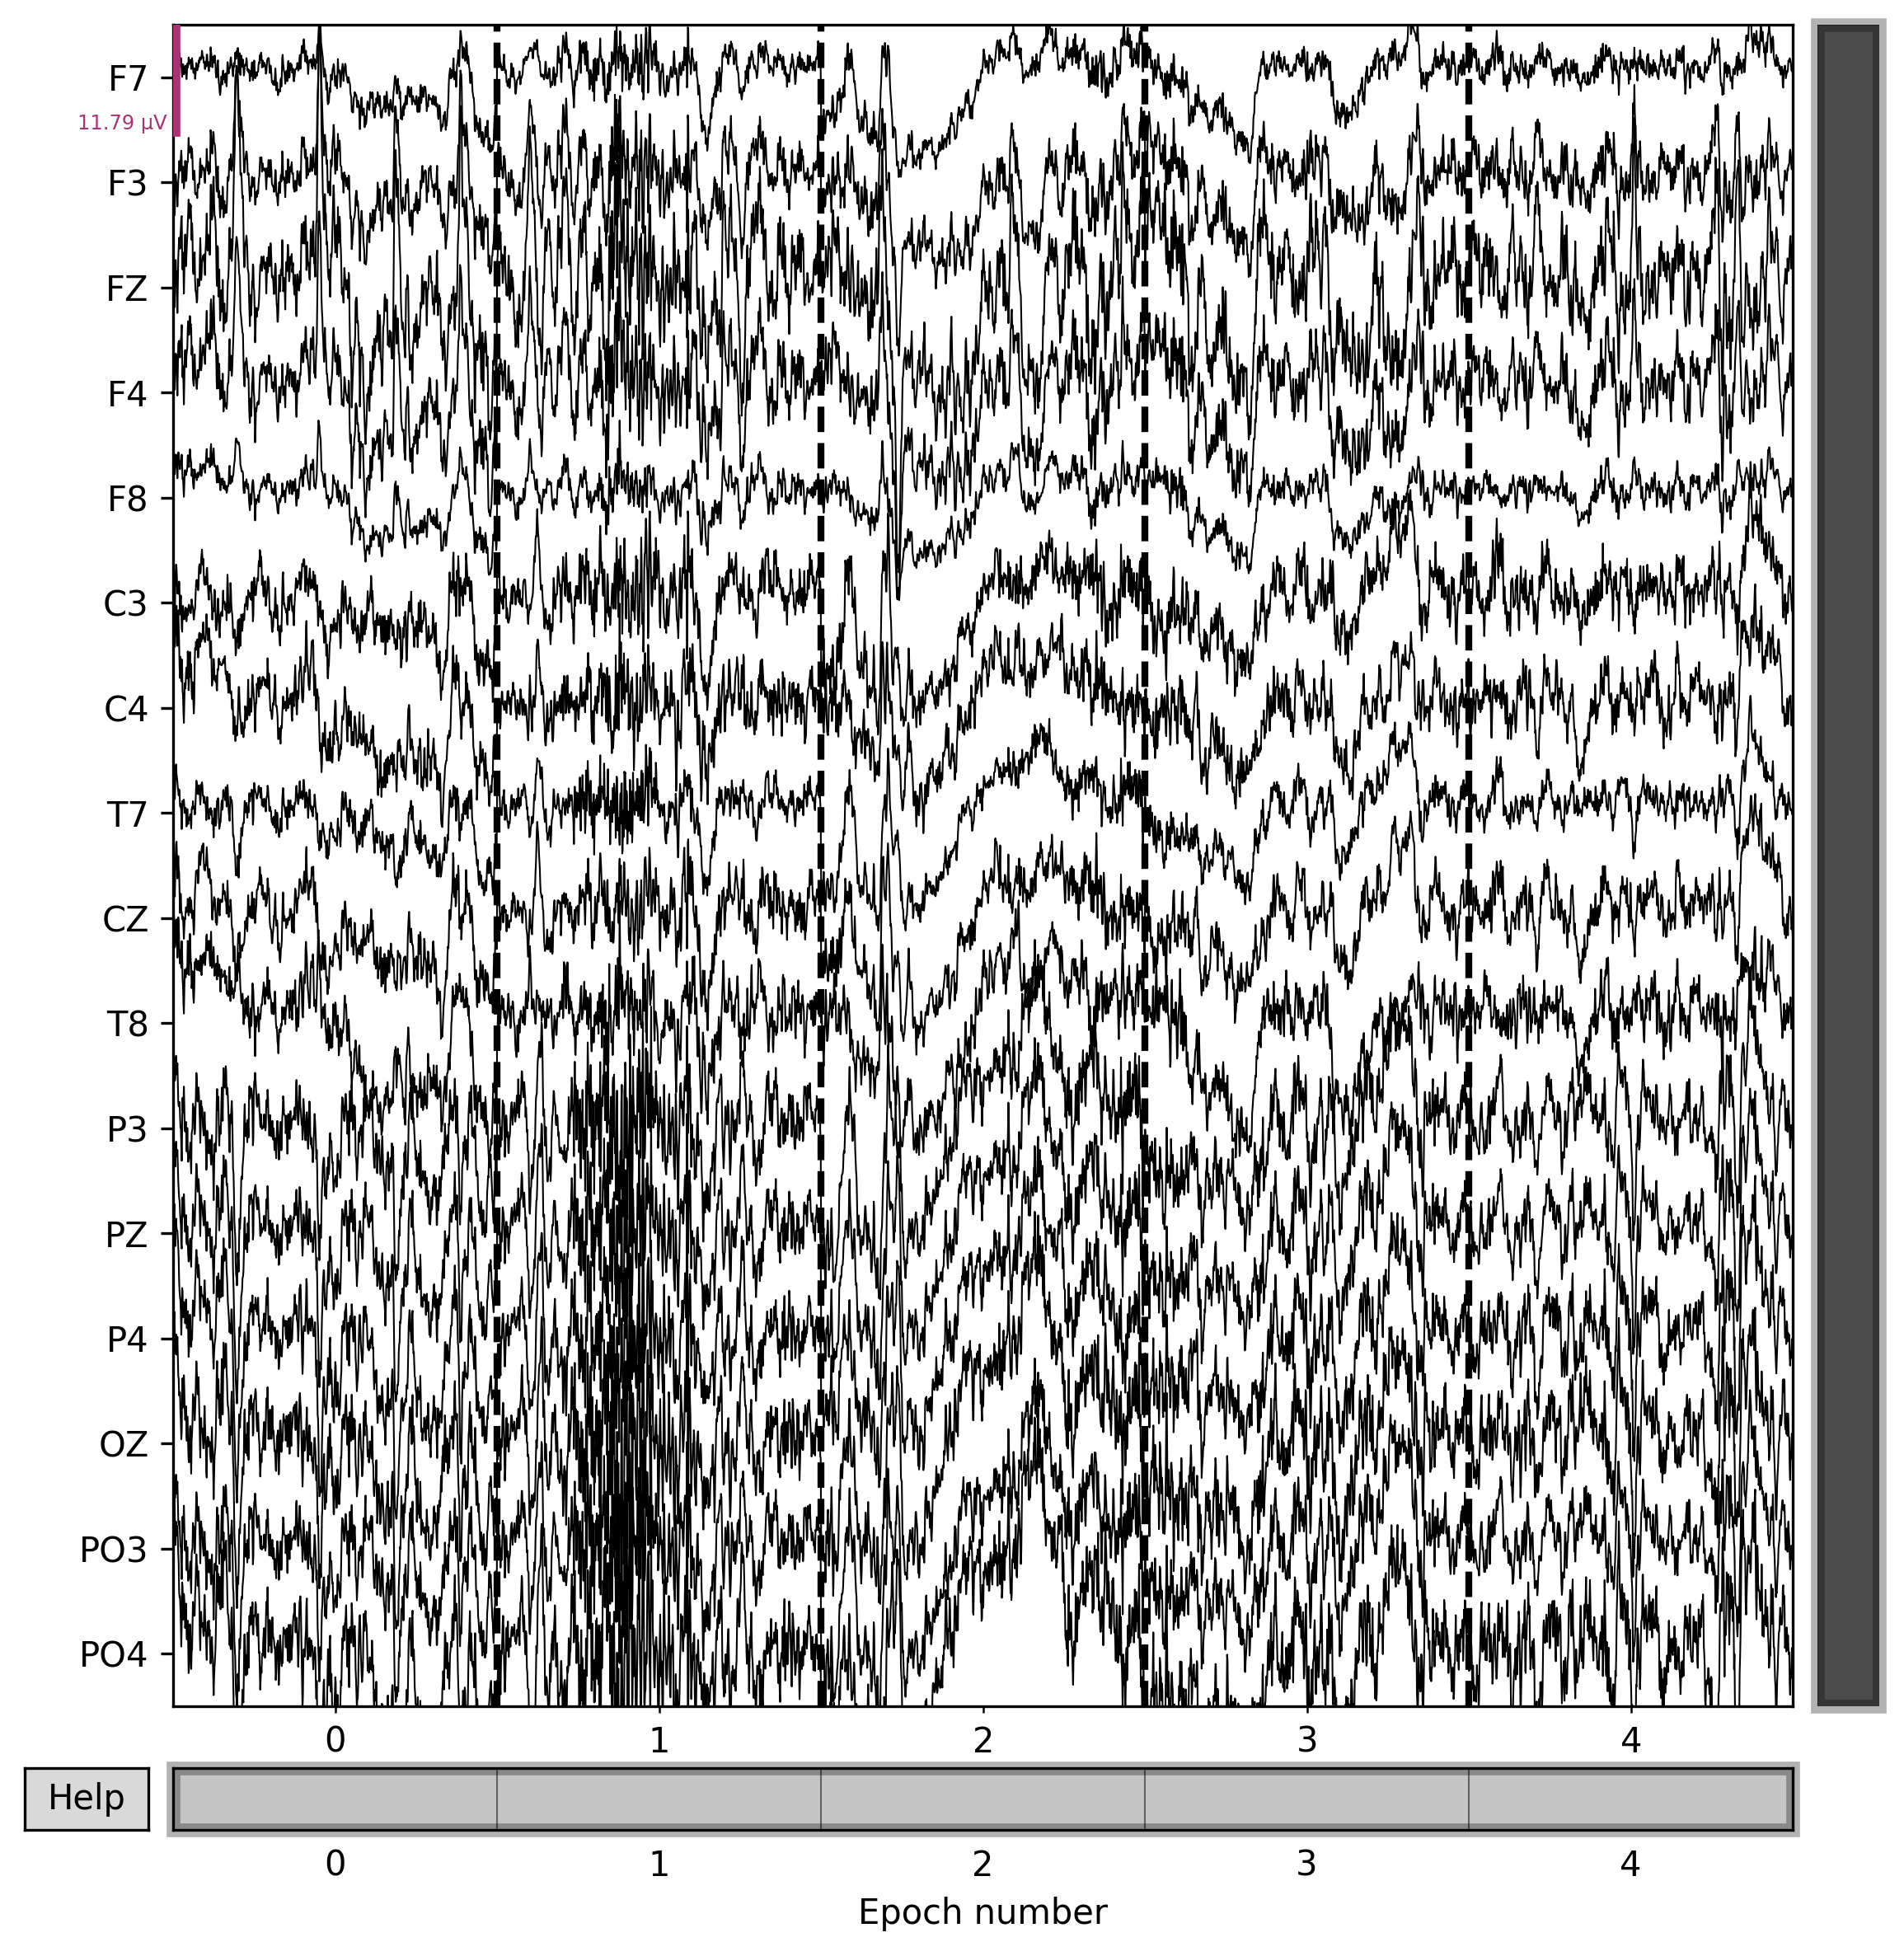 F7
11.79 µV
F3
FZ
F4
F8
C3
C4
T7
CZ
T8
P3
PZ
P4
OZ
PO3
PO4
0 1 2 3 4
Help
0 1 2 3 4
Epoch number